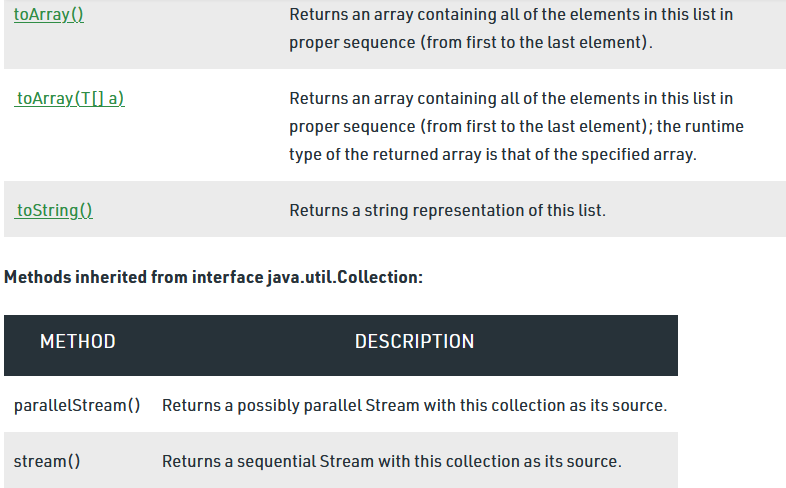 toArray() Returns an array containing all of the elements in this list in
proper sequence (from first to the last element).
toArray(T[] a) Returns an array containing all of the elements in this list in
proper sequence (from first to the last element); the runtime
type of the returned array is that of the specified array.
toString() Returns a string representation of this list.
Methods inherited from interface java.util.Collection:
METHOD DESCRIPTION
parallelStream() Returns a possibly parallel Stream with this collection as its source.
stream() Returns a sequential Stream with this collection as its source.